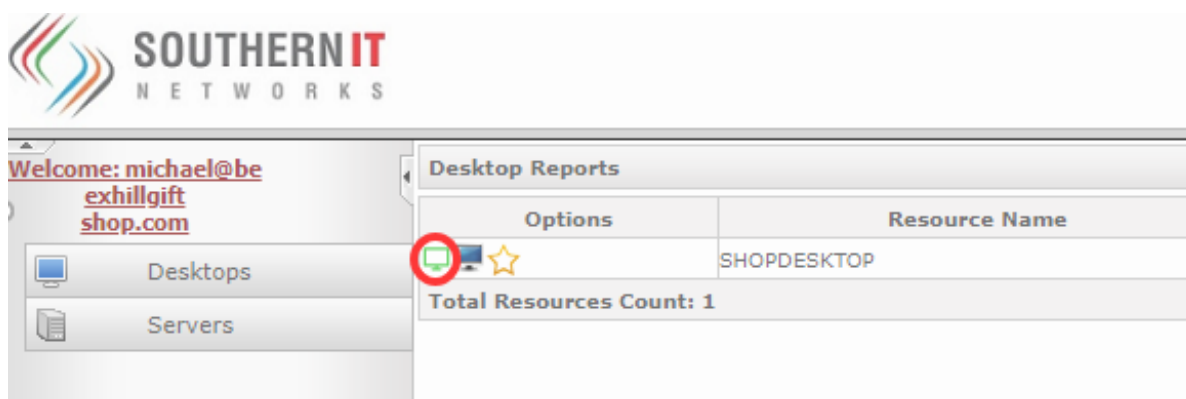 SOUTHERN IT
NETWORKS
Welcome: michael@be
exhillgift
shop.com
Desktops
Servers
Desktop Reports
Options Resource Name
SHOPDESKTOP
Total Resources Count: 1